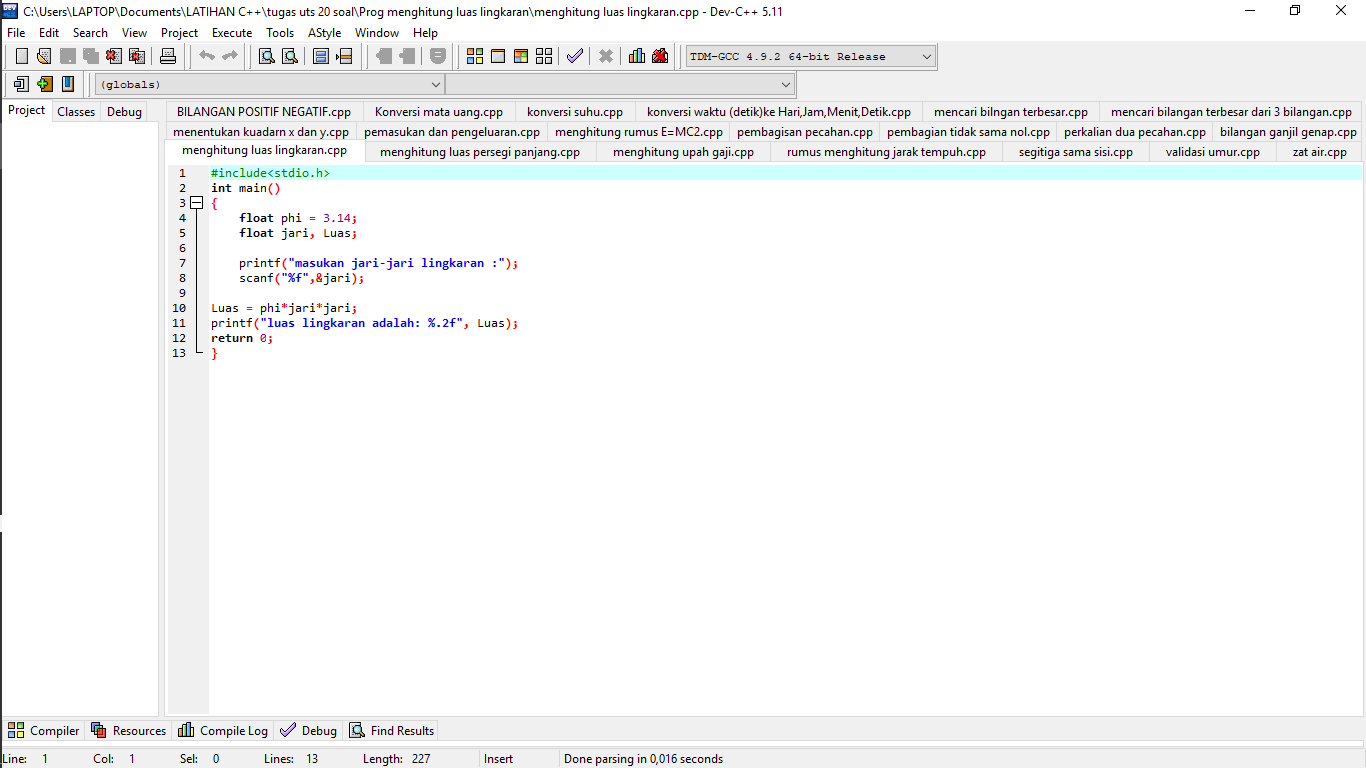 C:\Users\LAPTOP\Documents\LATIHAN C++\tugas uts 20 soal\Prog menghitung luas lingkaran\menghitung luas lingkaran.cpp - Dev-C++ 5.11
File Edit Search View Project Execute Tools AStyle Window Help
TDM-GCC 4.9.2 64-bit Release
(globals)
Project Classes Debug
BILANGAN POSITIF NEGATIF.cpp Konversi mata uang.cpp konversi suhu.cpp konversi waktu (detik)ke Hari,Jam,Menit,Detik.cpp mencari bilngan terbesar.cpp mencari bilangan terbesar dari 3 bilangan.cpp
menentukan kuadarn x dan y.cpp pemasukan dan pengeluaran.cpp menghitung rumus E=MC2.cpp pembagisan pecahan.cpp pembagian tidak sama nol.cpp perkalian dua pecahan.cpp bilangan ganjil genap.cpp
menghitung luas lingkaran.cpp menghitung luas persegi panjang.cpp menghitung upah gaji.cpp rumus menghitung jarak tempuh.cpp segitiga sama sisi.cpp validasi umur.cpp zat air.cpp
1 #include<stdio.h>
2 int main()
3 {
4 float phi = 3.14;
5 float jari, Luas;
6
7 printf("masukan jari-jari lingkaran :");
8 scanf("%f",&jari);
9
10 Luas = phi*jari*jari;
11 printf("luas lingkaran adalah: %.2f", Luas);
12 return 0;
13 }
Compiler Resources Compile Log Debug Find Results
Line: 1 Col: 1 Sel: 0 Lines: 13 Length: 227 Insert Done parsing in 0,016 seconds